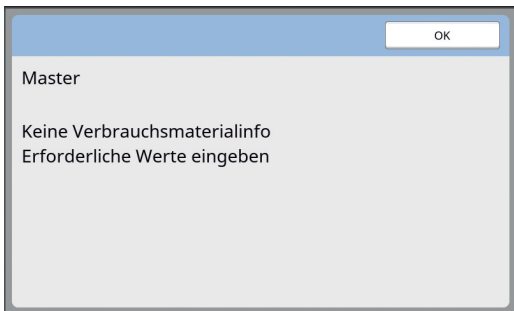 OK
Master
Keine Verbrauchsmaterialinfo
Erforderliche Werte eingeben